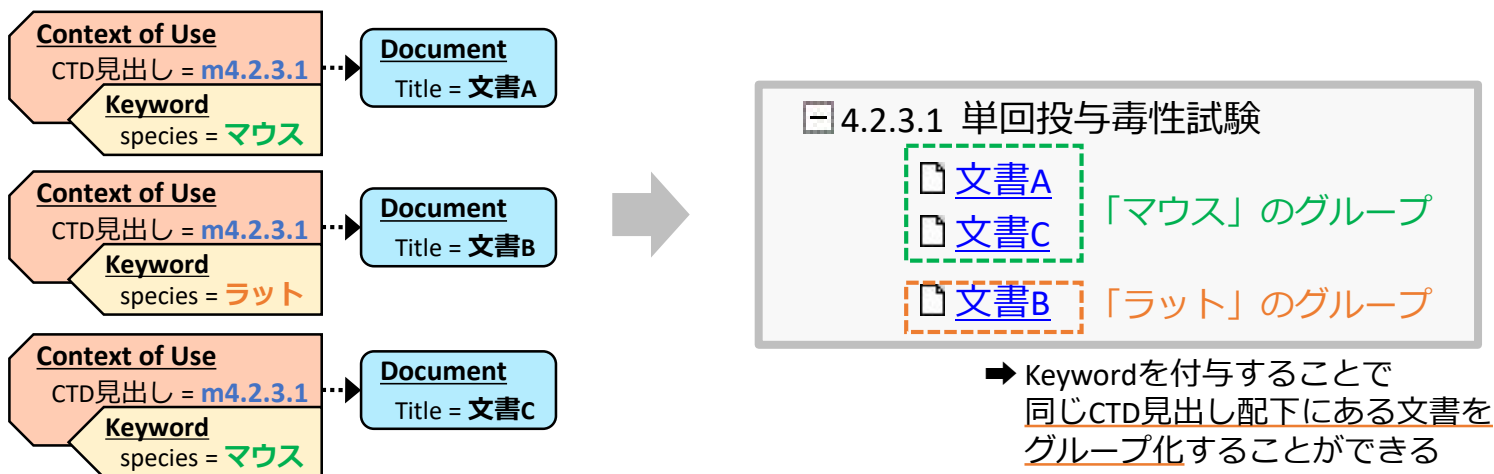 Context of Use
CTD見出し = m4.2.3.1
Keyword
species = マウス
Document
Title = 文書A
Context of Use
CTD見出し = m4.2.3.1
Keyword
species = ラット
Document
Title = 文書B
Context of Use
CTD見出し = m4.2.3.1
Keyword
species = マウス
Document
Title = 文書C
4.2.3.1 単回投与毒性試験
文書A
文書C
「マウス」のグループ
文書B 「ラット」のグループ
➡ Keywordを付与することで
同じCTD見出し配下にある文書を
グループ化することができる